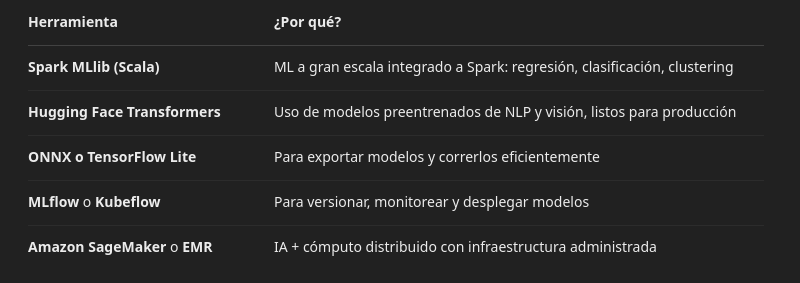 Herramienta ¿Por qué?
Spark MLlib (Scala) ML a gran escala integrado a Spark: regresión, clasificación, clustering
Hugging Face Transformers Uso de modelos preentrenados de NLP y visión, listos para producción
ONNX o TensorFlow Lite Para exportar modelos y correrlos eficientemente
MLflow o Kubeflow Para versionar, monitorear y desplegar modelos
Amazon SageMaker o EMR IA + cómputo distribuido con infraestructura administrada